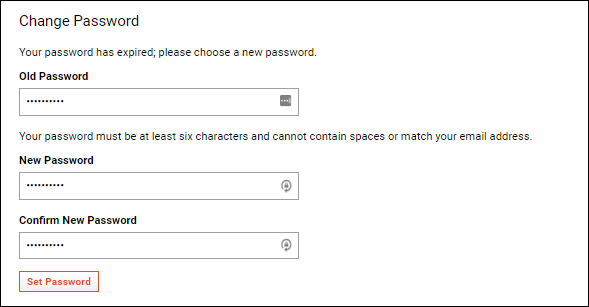 Change Password
Your password has expired; please choose a new password.
Old Password
••••••••••
Your password must be at least six characters and cannot contain spaces or match your email address.
New Password
••••••••••
Confirm New Password
••••••••••
Set Password